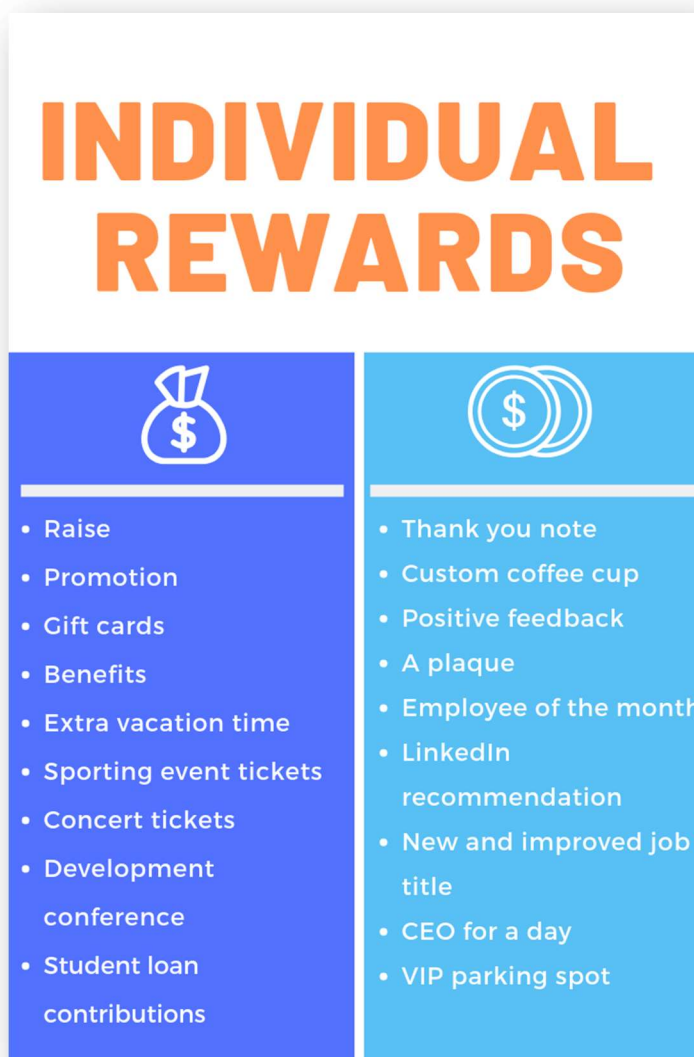 INDIVIDUAL
REWARDS
$
• Raise
• Promotion
• Gift cards
• Benefits
• Extra vacation time
• Sporting event tickets
• Concert tickets
• Development
conference
• Student loan
contributions
$
• Thank you note
• Custom coffee cup
• Positive feedback
• A plaque
• Employee of the month
• LinkedIn
recommendation
• New and improved job
title
• CEO for a day
• VIP parking spot